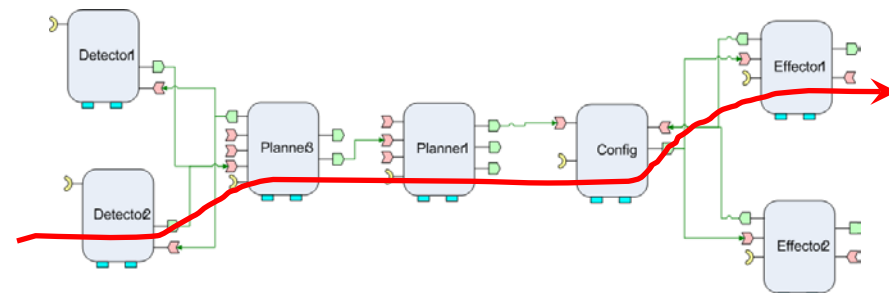 Detector1
Detector2
Planner3
Planner1
Config
Effector1
Effector2